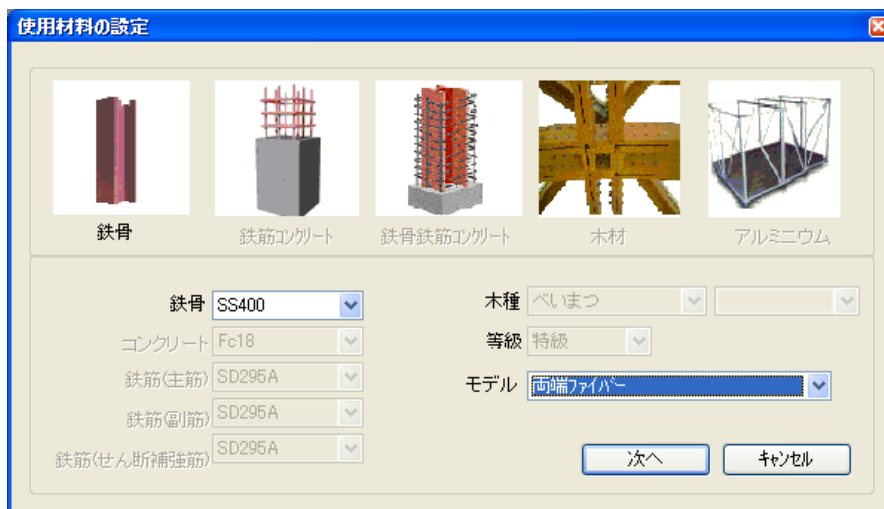 使用材料の設定
鉄骨
鉄筋コンクリート
鉄骨鉄筋コンクリート
木材
アルミニウム
鉄骨 SS400
コンクリート Fc18
鉄筋(主筋) SD295A
鉄筋(副筋) SD295A
鉄筋(せん断補強筋) SD295A
木種 べいまつ
等級 特級
モデル 両端ファイバー
次へ
キャンセル